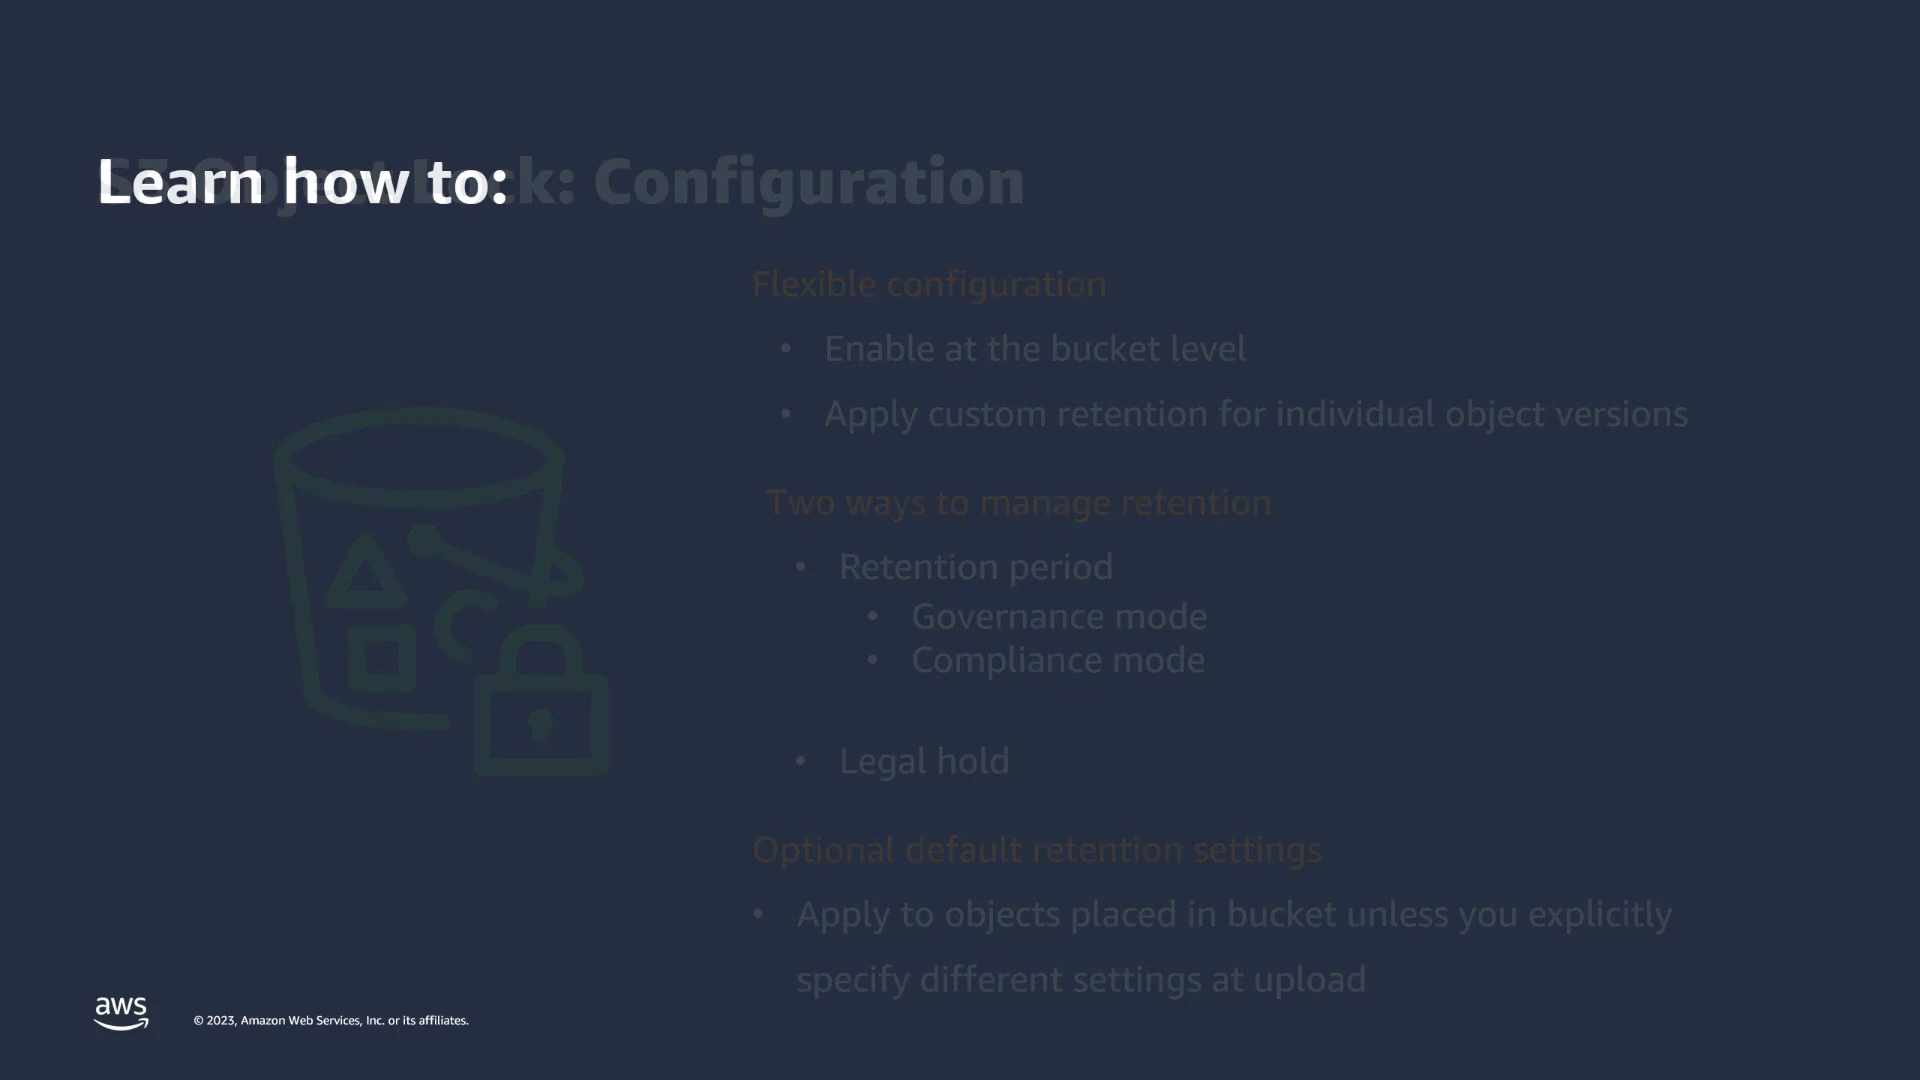 Learn how to:
S3 Object Lock: Configuration
Flexible configuration
• Enable at the bucket level
• Apply custom retention for individual object versions
Two ways to manage retention
• Retention period
• Governance mode
• Compliance mode
• Legal hold
Optional default retention settings
• Apply to objects placed in bucket unless you explicitly
specify different settings at upload
aws
© 2023, Amazon Web Services, Inc. or its affiliates.